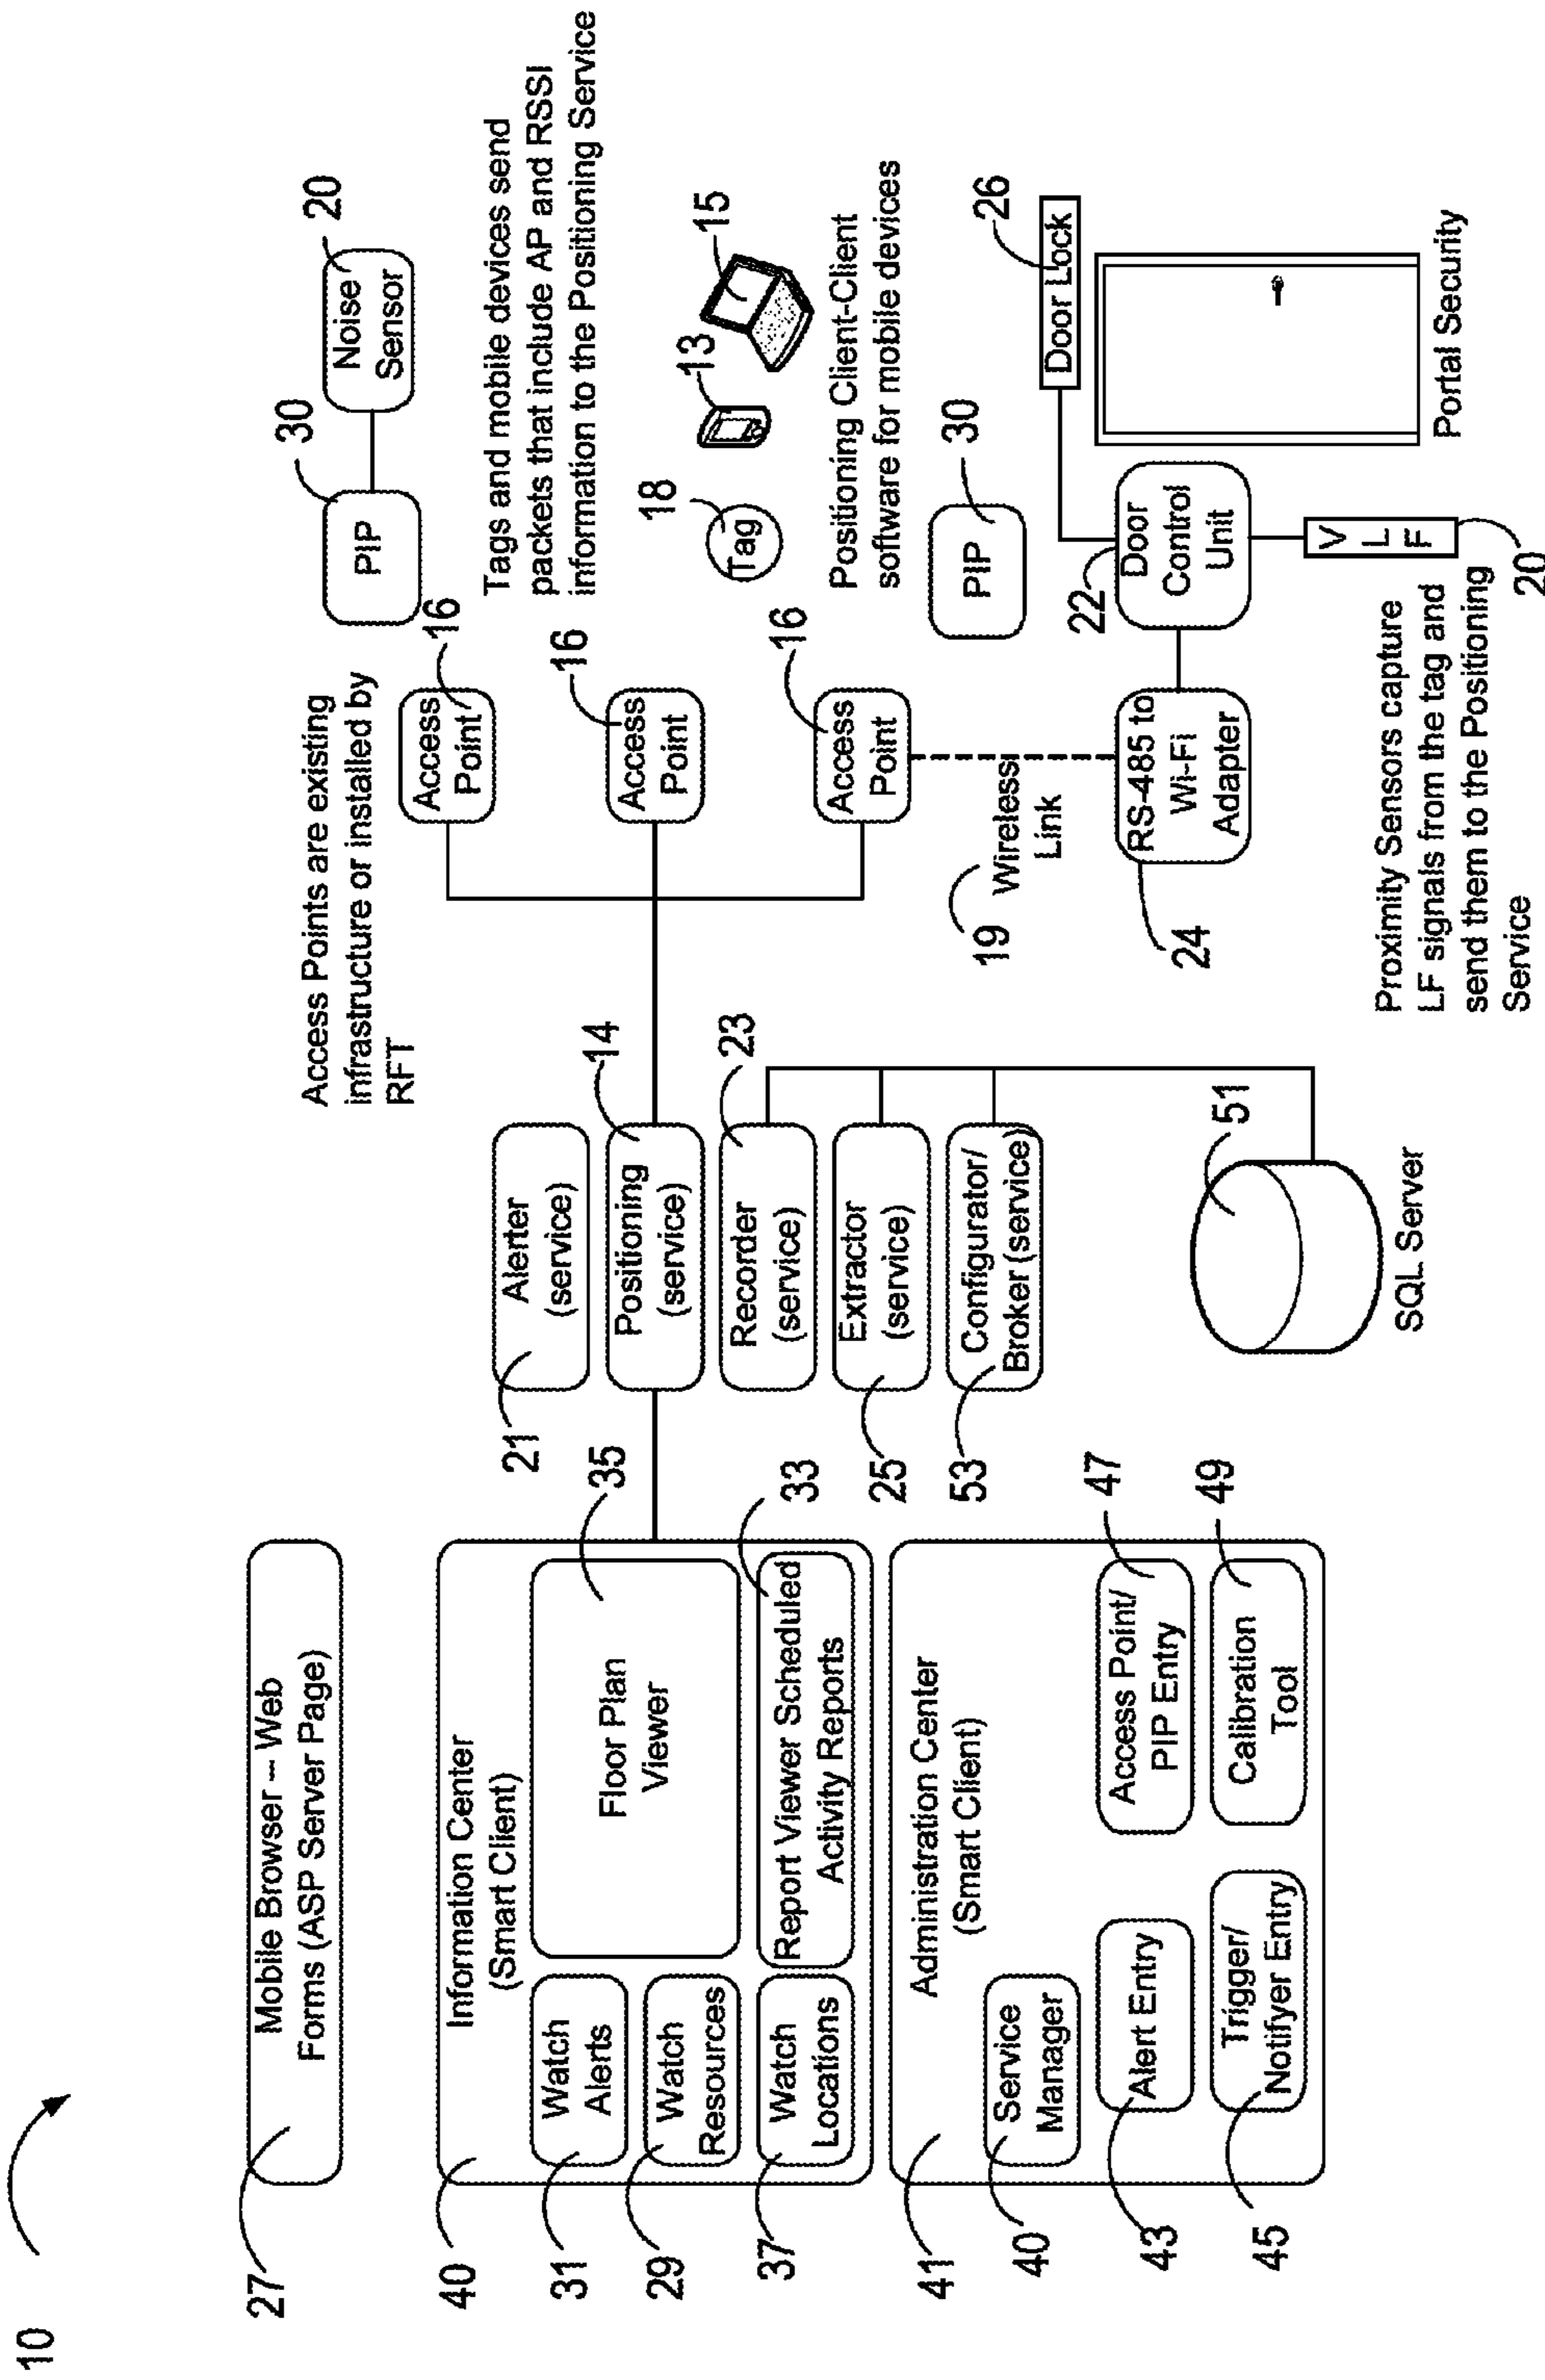 10
27
Mobile Browser -- Web
Forms (ASP Server Page)
40
Information Center
(Smart Client)
31
Watch
Alerts
29
Watch
Resources
37
Watch
Locations
35
Floor Plan
Viewer
33
Report Viewer Scheduled
Activity Reports
41
Administration Center
(Smart Client)
40
Service
Manager
43
Alert Entry
45
Trigger/
Notifyer Entry
47
Access Point/
PIP Entry
49
Calibration
Tool
21
Alerter
(service)
14
Positioning
(service)
23
Recorder
(service)
25
Extractor
(service)
53
Configurator/
Broker (service)
51
SQL Server
Access Points are existing
infrastructure or installed by
RFT
16
Access
Point
16
Access
Point
16
Access
Point
19
Wireless
Link
24
RS-485 to
Wi-Fi
Adapter
30
PIP
20
Noise
Sensor
Tags and mobile devices send
packets that include AP and RSSI
information to the Positioning Service
18
Tag
13
15
Positioning Client-Client
software for mobile devices
30
PIP
22
Door
Control
Unit
26
Door Lock
Portal Security
VLF
20
Proximity Sensors capture
LF signals from the tag and
send them to the Positioning
Service